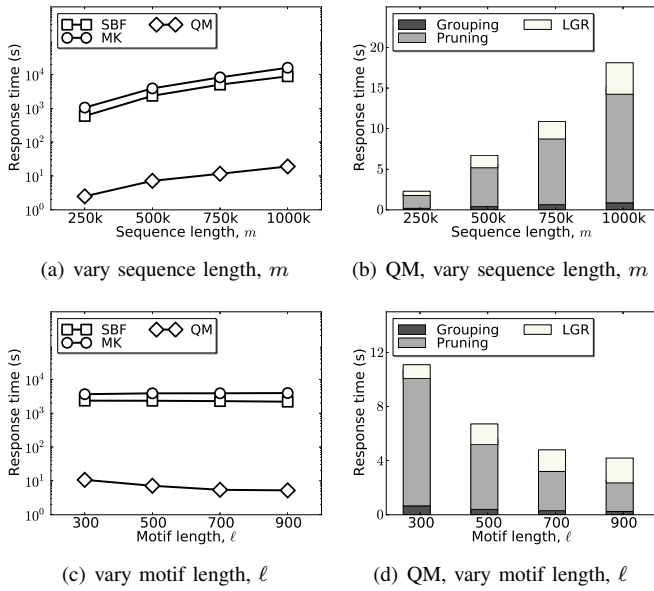 SBF
MK
QM
Response time (s)
10^4
10^3
10^2
10^1
10^0
250k 500k 750k 1000k
Sequence length, m
(a) vary sequence length, m
Grouping
Pruning
LGR
Response time (s)
20
15
10
5
0
250k 500k 750k 1000k
Sequence length, m
(b) QM, vary sequence length, m
SBF
MK
QM
Response time (s)
10^4
10^3
10^2
10^1
10^0
300 500 700 900
Motif length, ℓ
(c) vary motif length, ℓ
Grouping
Pruning
LGR
Response time (s)
12
8
4
0
300 500 700 900
Motif length, ℓ
(d) QM, vary motif length, ℓ